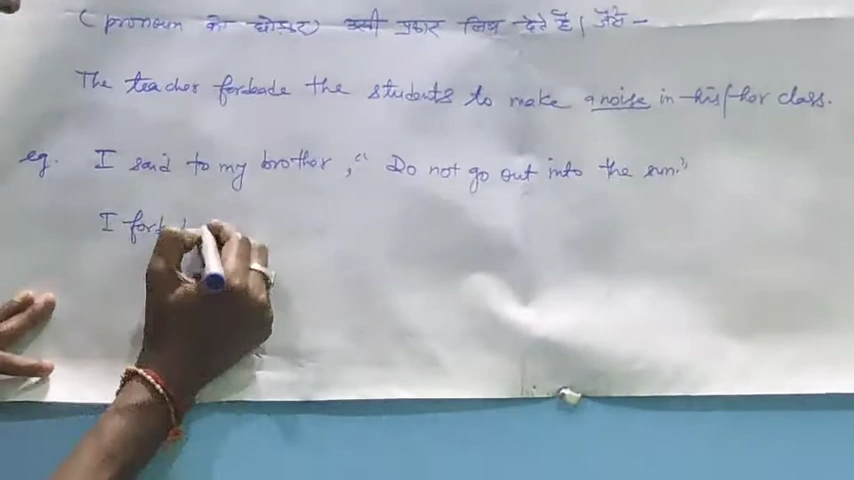 (pronoun को छोड़कर) उसी प्रकार लिख देते हैं। जैसे -
The teacher forbade the students to make a noise in his/her class.
eg. I said to my brother, "Do not go out into the sun."
I forb